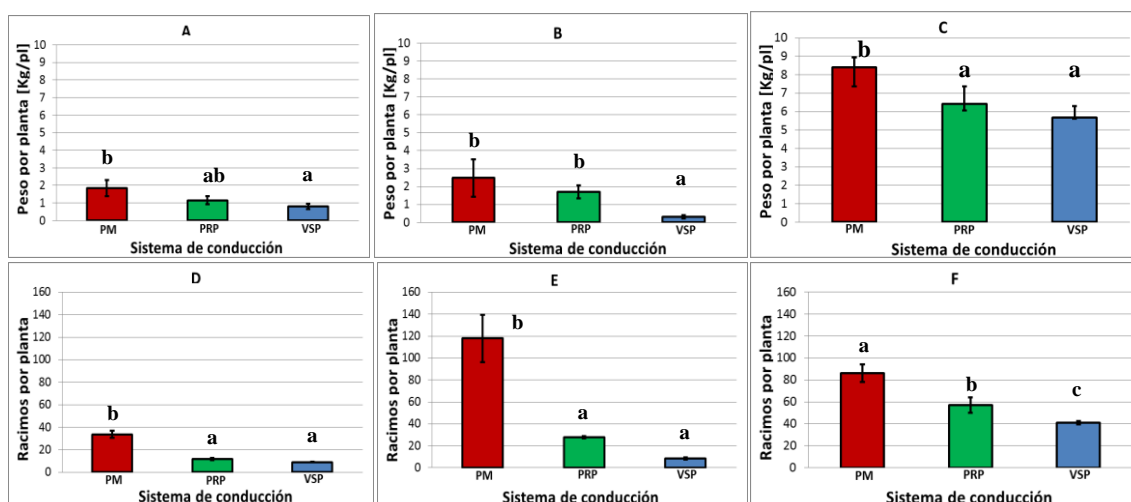 A
Peso por planta [Kg/pl]
10
9
8
7
6
5
4
3
2
1
0
b
ab
a
PM
PRP
VSP
Sistema de conducción
B
Peso por planta [Kg/pl]
10
9
8
7
6
5
4
3
2
1
0
b
b
a
PM
PRP
VSP
Sistema de conducción
C
Peso por planta [Kg/pl]
10
9
8
7
6
5
4
3
2
1
0
b
a
a
PM
PRP
VSP
Sistema de conducción
D
Racimos por planta
160
140
120
100
80
60
40
20
0
b
a
a
PM
PRP
VSP
Sistema de conducción
E
Racimos por planta
160
140
120
100
80
60
40
20
0
b
a
a
PM
PRP
VSP
Sistema de conducción
F
Racimos por planta
160
140
120
100
80
60
40
20
0
a
b
c
PM
PRP
VSP
Sistema de conducción